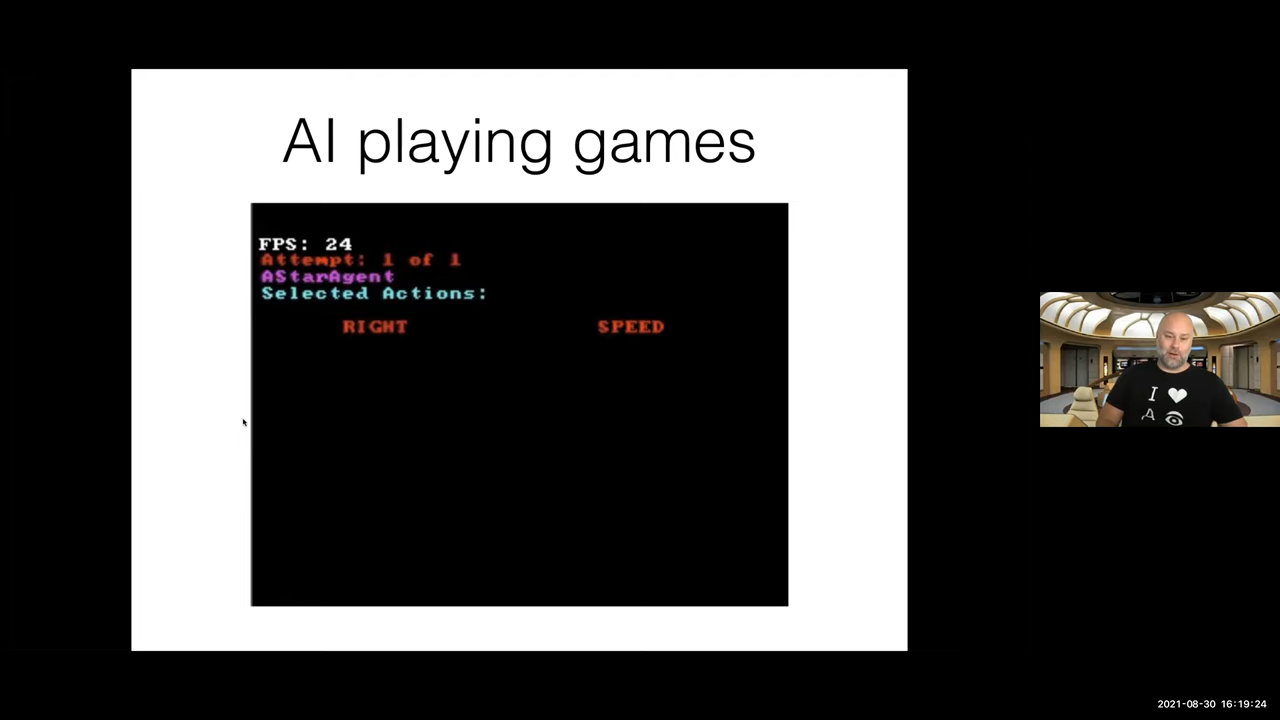 AI playing games
FPS: 24
Attempt: 1 of 1
AStarAgent
Selected Actions:
RIGHT SPEED
I
A
2021-08-30 16:19:24